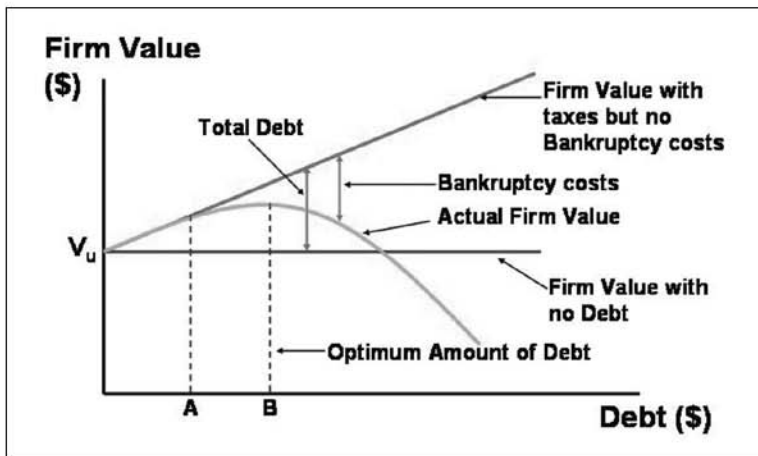 Firm Value
($)
Firm Value with
taxes but no
Bankruptcy costs
Total Debt
Bankruptcy costs
Actual Firm Value
Vu
Firm Value with
no Debt
Optimum Amount of Debt
A
B
Debt ($)